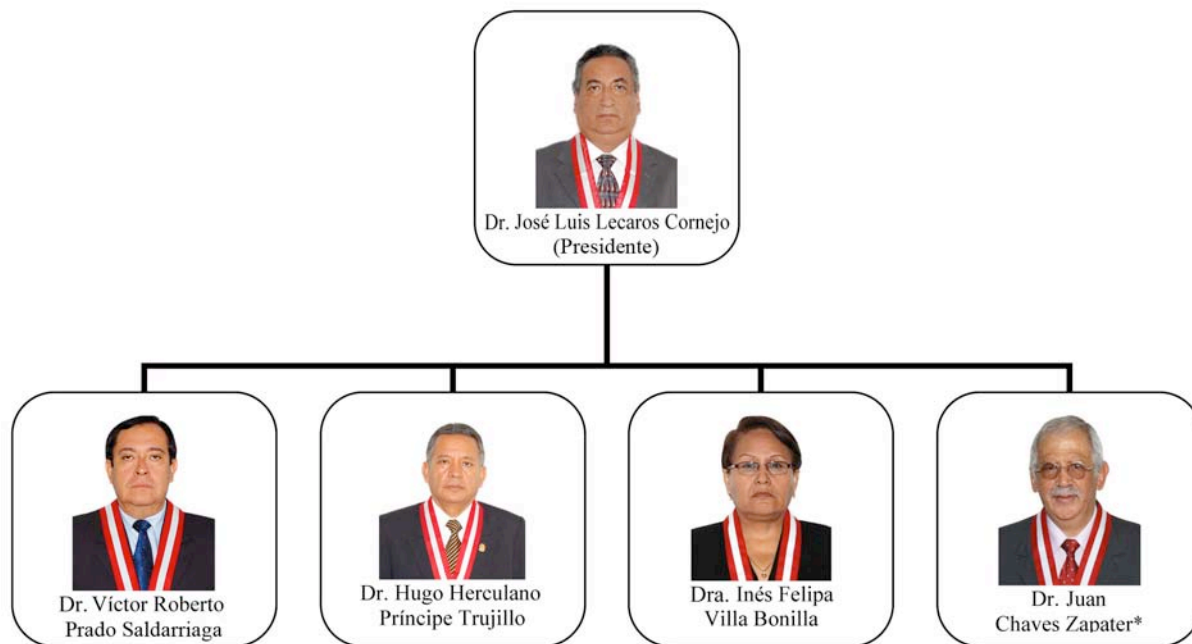 Dr. José Luis Lecaros Cornejo
(Presidente)
Dr. Víctor Roberto
Prado Saldarriaga
Dr. Hugo Herculano
Príncipe Trujillo
Dra. Inés Felipa
Villa Bonilla
Dr. Juan
Chaves Zapater*